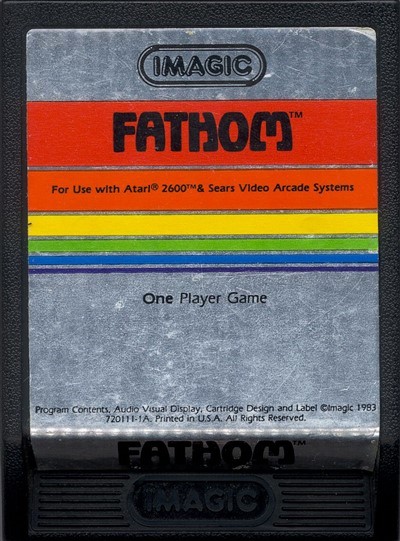 IMAGIC
FATHOM™
For Use with Atari® 2600™ & Sears Video Arcade Systems
One Player Game
Program Contents, Audio Visual Display, Cartridge Design and Label ©Imagic 1983
720111-1A. Printed in U.S.A. All Rights Reserved.
FATHOM™
IMAGIC